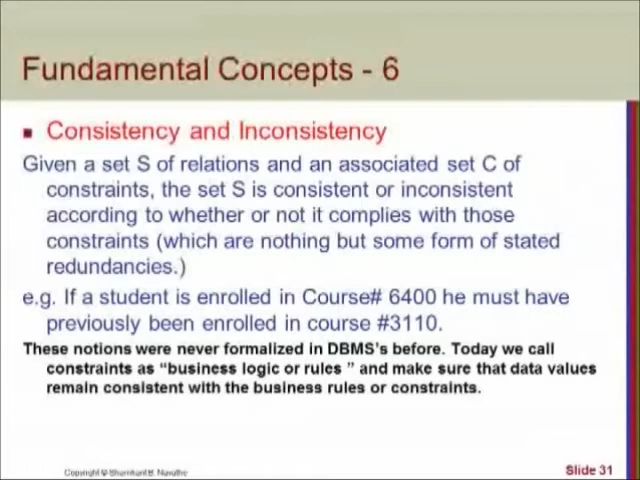 Fundamental Concepts - 6
Consistency and Inconsistency
Given a set S of relations and an associated set C of
constraints, the set S is consistent or inconsistent
according to whether or not it complies with those
constraints (which are nothing but some form of stated
redundancies.)
e.g. If a student is enrolled in Course# 6400 he must have
previously been enrolled in course #3110.
These notions were never formalized in DBMS's before. Today we call
constraints as "business logic or rules " and make sure that data values
remain consistent with the business rules or constraints.
Copyright © Shamkant B. Navathe
Slide 31